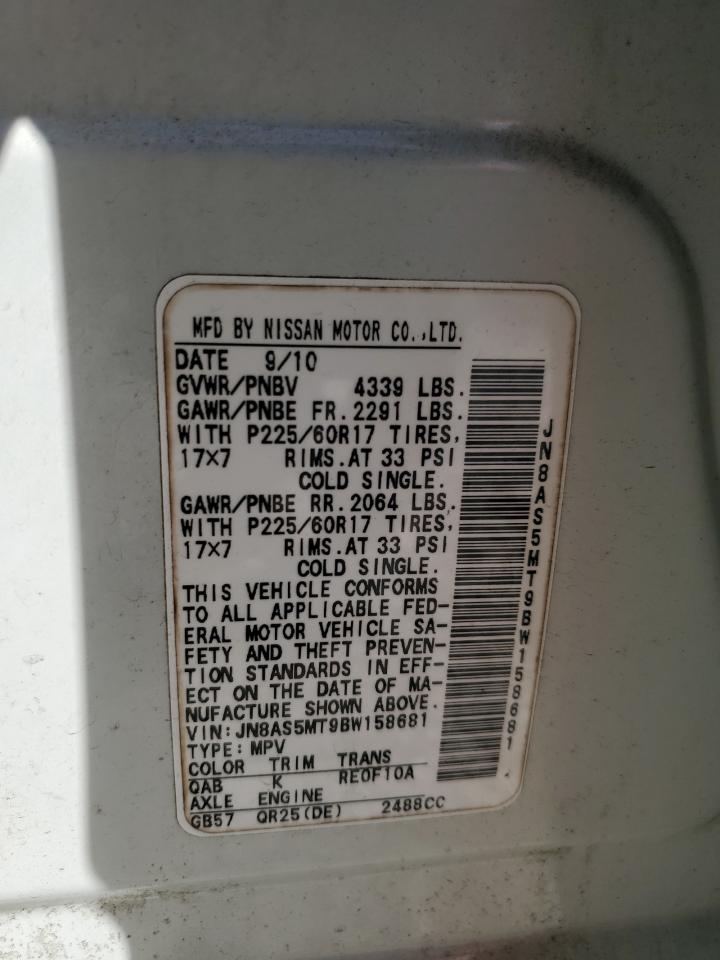 MFD BY NISSAN MOTOR CO.,LTD.
DATE 9/10
GVWR/PNBV 4339 LBS.
GAWR/PNBE FR.2291 LBS.
WITH P225/60R17 TIRES,
17×7 RIMS.AT 33 PSI
COLD SINGLE.
GAWR/PNBE RR.2064 LBS.
WITH P225/60R17 TIRES,
17×7 RIMS.AT 33 PSI
COLD SINGLE.
THIS VEHICLE CONFORMS
TO ALL APPLICABLE FED-
ERAL MOTOR VEHICLE SA-
FETY AND THEFT PREVEN-
TION STANDARDS IN EFF-
ECT ON THE DATE OF MA-
NUFACTURE SHOWN ABOVE.
VIN:JN8AS5MT9BW158681
TYPE:MPV
COLOR TRIM TRANS
QAB K REOF10A
AXLE ENGINE
GB57 QR25(DE) 2488CC
JN8AS5MT9BW158681